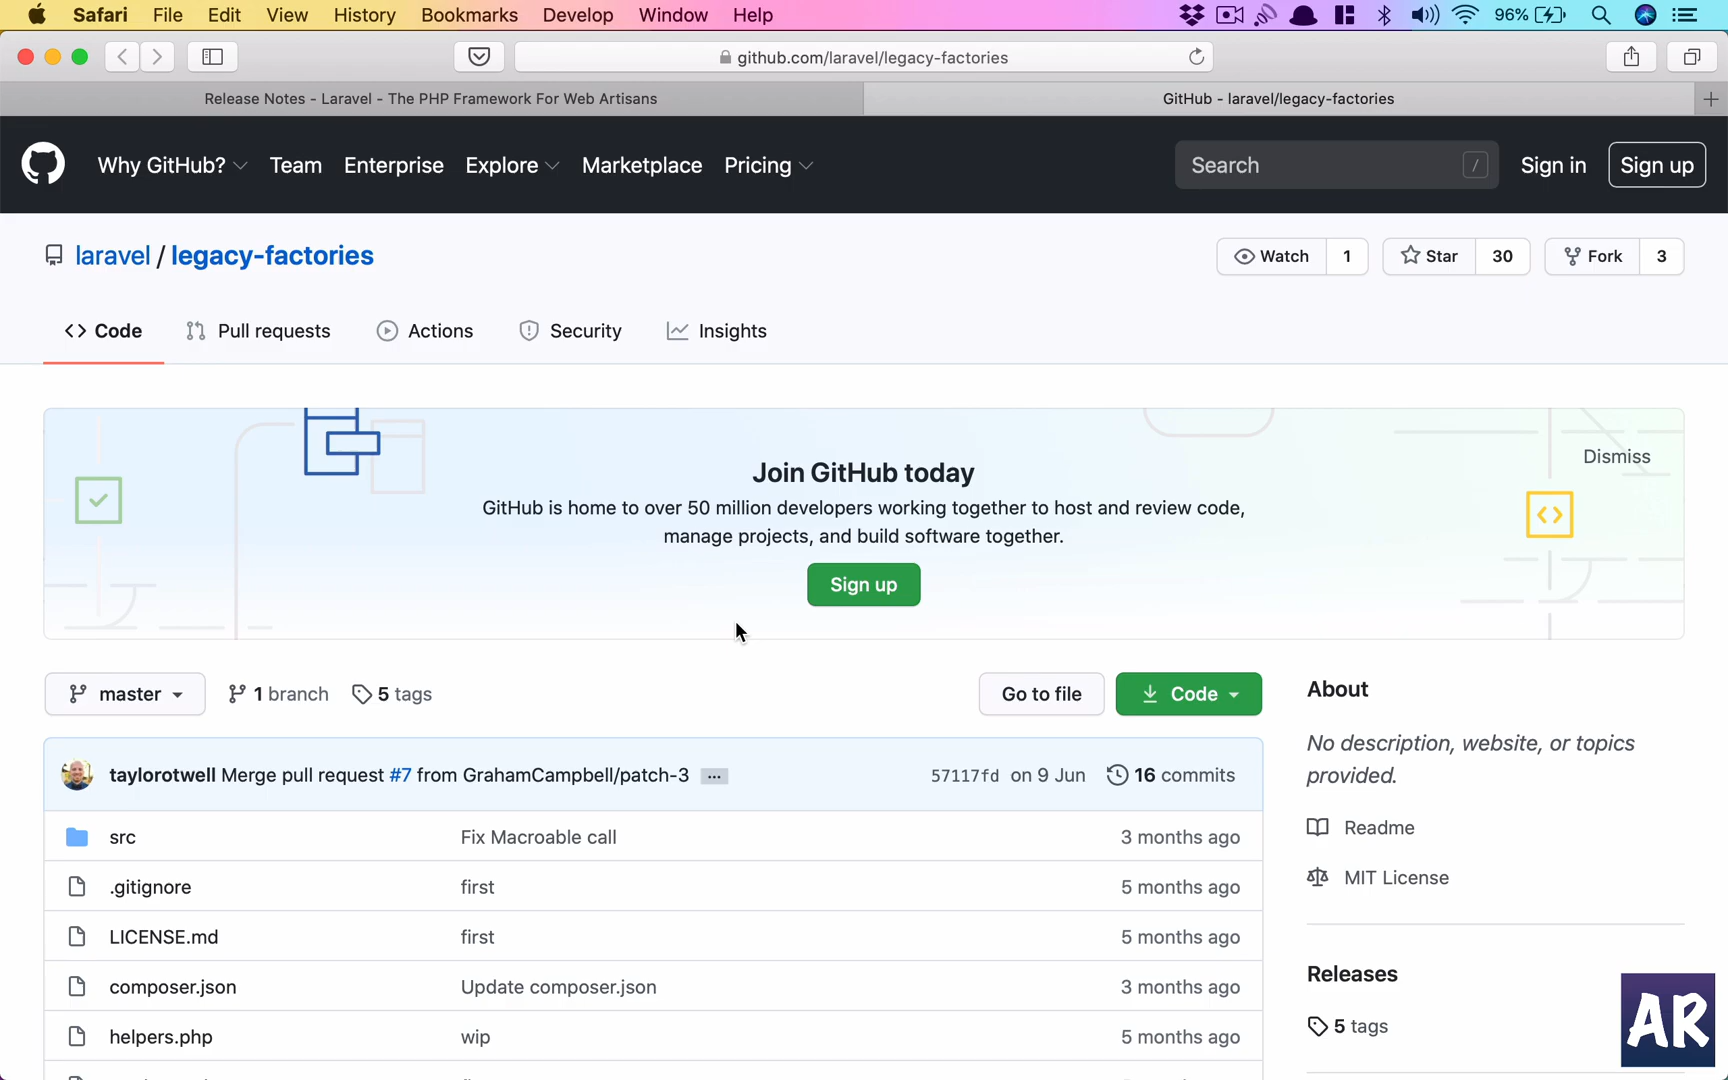 Safari File Edit View History Bookmarks Develop Window Help 96%
github.com/laravel/legacy-factories
Release Notes - Laravel - The PHP Framework For Web Artisans
GitHub - laravel/legacy-factories
Why GitHub? Team Enterprise Explore Marketplace Pricing Search / Sign in Sign up
laravel / legacy-factories
Watch 1 Star 30 Fork 3
Code Pull requests Actions Security Insights
Join GitHub today
Dismiss
GitHub is home to over 50 million developers working together to host and review code,
manage projects, and build software together.
Sign up
master 1 branch 5 tags Go to file Code
taylorotwell Merge pull request #7 from GrahamCampbell/patch-3 ... 57117fd on 9 Jun 16 commits
src Fix Macroable call 3 months ago
.gitignore first 5 months ago
LICENSE.md first 5 months ago
composer.json Update composer.json 3 months ago
helpers.php wip 5 months ago
About
No description, website, or topics
provided.
Readme
MIT License
Releases
5 tags
AR